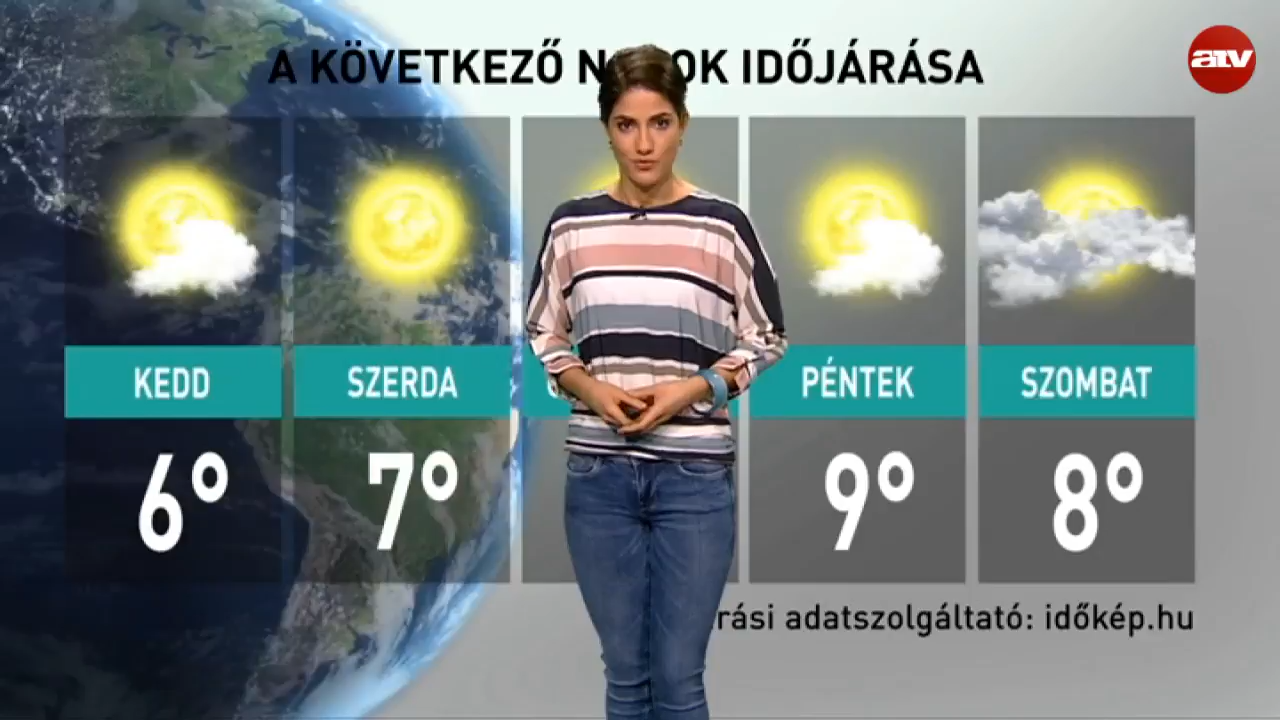 atv
A KÖVETKEZŐ N OK IDŐJÁRÁSA
KEDD
SZERDA
PÉNTEK
SZOMBAT
6°
7°
9°
8°
rási adatszolgáltató: időkép.hu